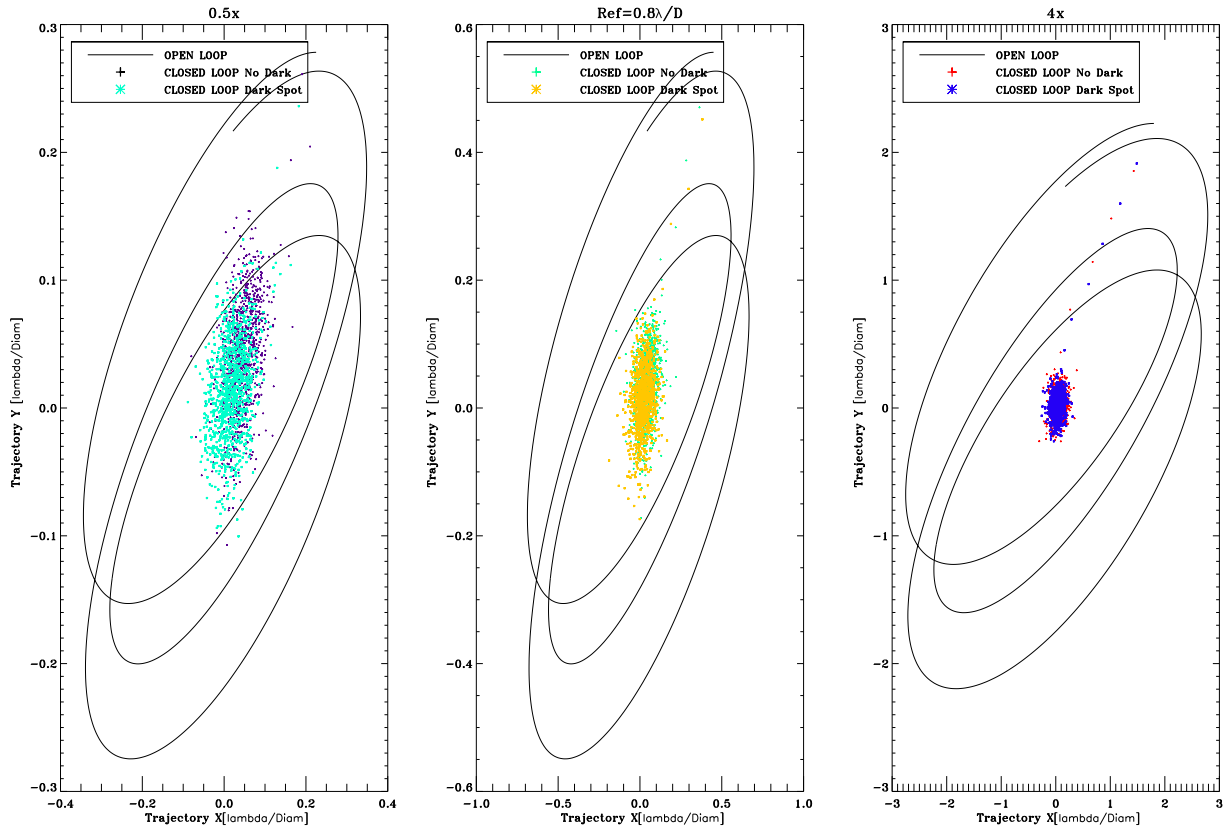 0.5x
OPEN LOOP
CLOSED LOOP No Dark
CLOSED LOOP Dark Spot
0.3
0.2
0.1
0.0
−0.1
−0.2
−0.3
−0.4
−0.2
0.0
0.2
0.4
Trajectory Y [lambda/Diam]
Trajectory X[lambda/Diam]
Ref=0.8λ/D
OPEN LOOP
CLOSED LOOP No Dark
CLOSED LOOP Dark Spot
0.6
0.4
0.2
0.0
−0.2
−0.4
−0.6
−1.0
−0.5
0.0
0.5
1.0
Trajectory Y [lambda/Diam]
Trajectory X[lambda/Diam]
4x
OPEN LOOP
CLOSED LOOP No Dark
CLOSED LOOP Dark Spot
3
2
1
0
−1
−2
−3
−3
−2
−1
0
1
2
3
Trajectory Y [lambda/Diam]
Trajectory X[lambda/Diam]